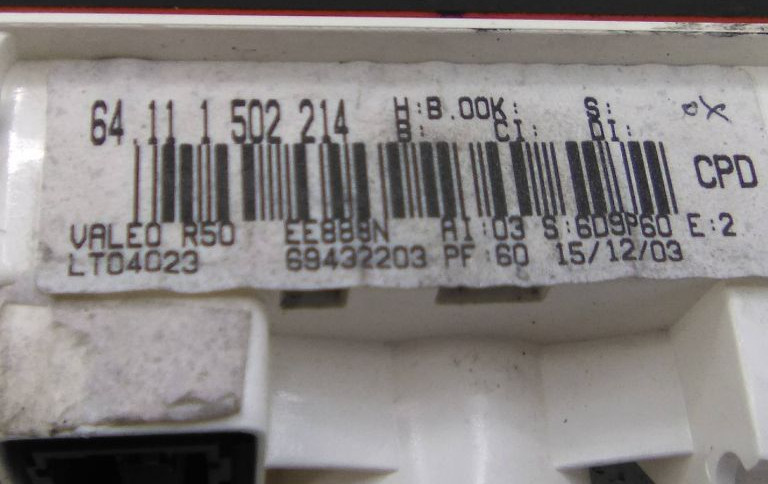 64.11 1 502 214 H:B.00K: S: oX
B: CI: DI:
CPD
VALEO R50 EE888N AI:03 S:6D9P60 E:2
LT04023 69432203 PF:60 15/12/03